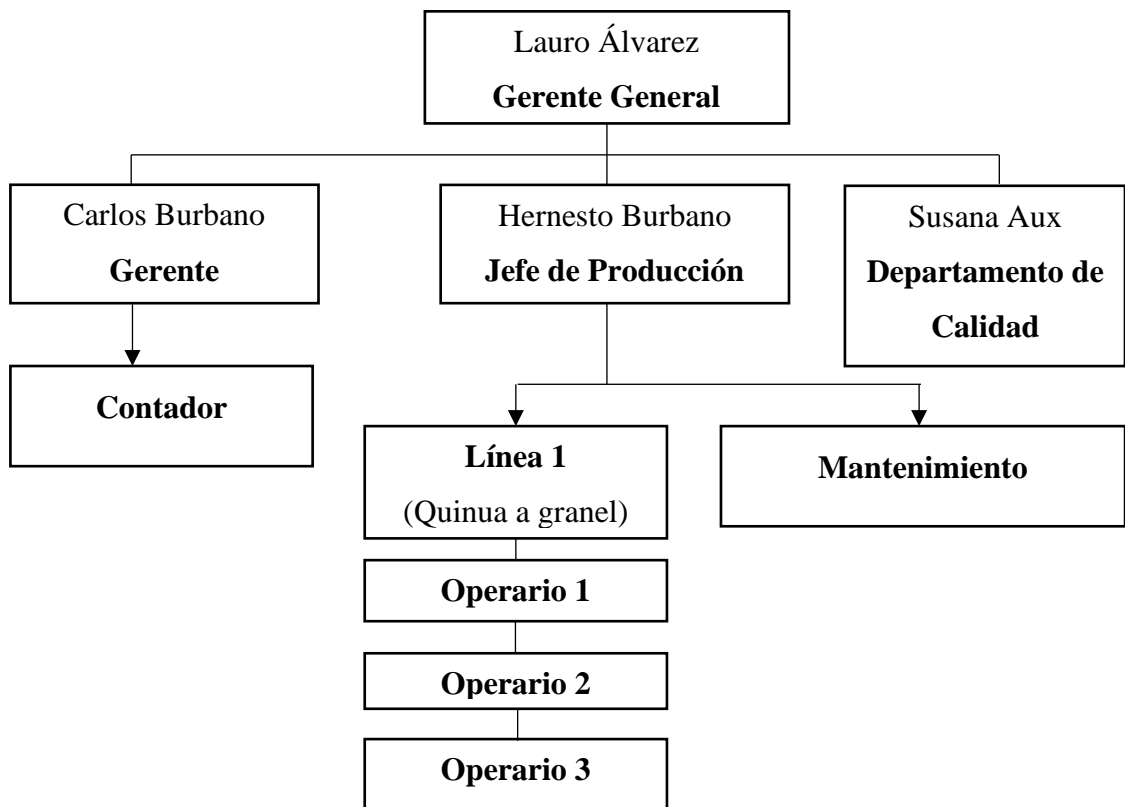 Lauro Álvarez
Gerente General
Carlos Burbano
Gerente
Hernesto Burbano
Jefe de Producción
Susana Aux
Departamento de
Calidad
Contador
Línea 1
(Quinua a granel)
Mantenimiento
Operario 1
Operario 2
Operario 3